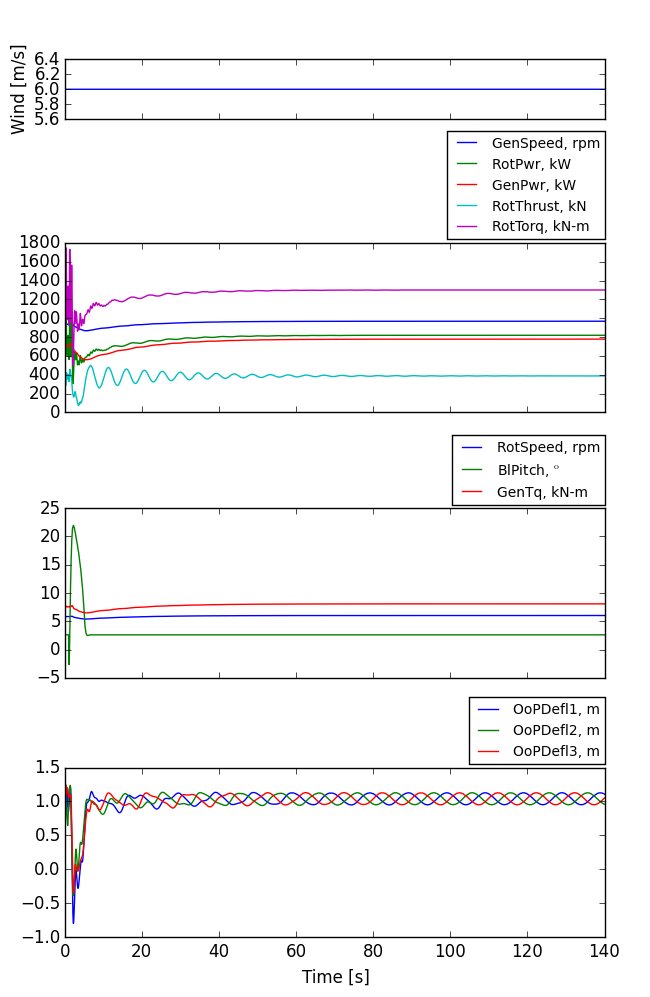 Wind [m/s]
6.4
6.2
6.0
5.8
5.6
GenSpeed, rpm
RotPwr, kW
GenPwr, kW
RotThrust, kN
RotTorq, kN-m
1800
1600
1400
1200
1000
800
600
400
200
0
RotSpeed, rpm
BlPitch, °
GenTq, kN-m
25
20
15
10
5
0
−5
OoPDefl1, m
OoPDefl2, m
OoPDefl3, m
1.5
1.0
0.5
0.0
−0.5
−1.0
0 20 40 60 80 100 120 140
Time [s]